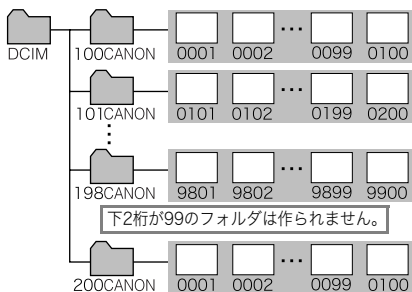 DCIM 100CANON 0001 0002 … 0099 0100
101CANON 0101 0102 … 0199 0200
198CANON 9801 9802 … 9899 9900
下2桁が99のフォルダは作られません。
200CANON 0001 0002 … 0099 0100